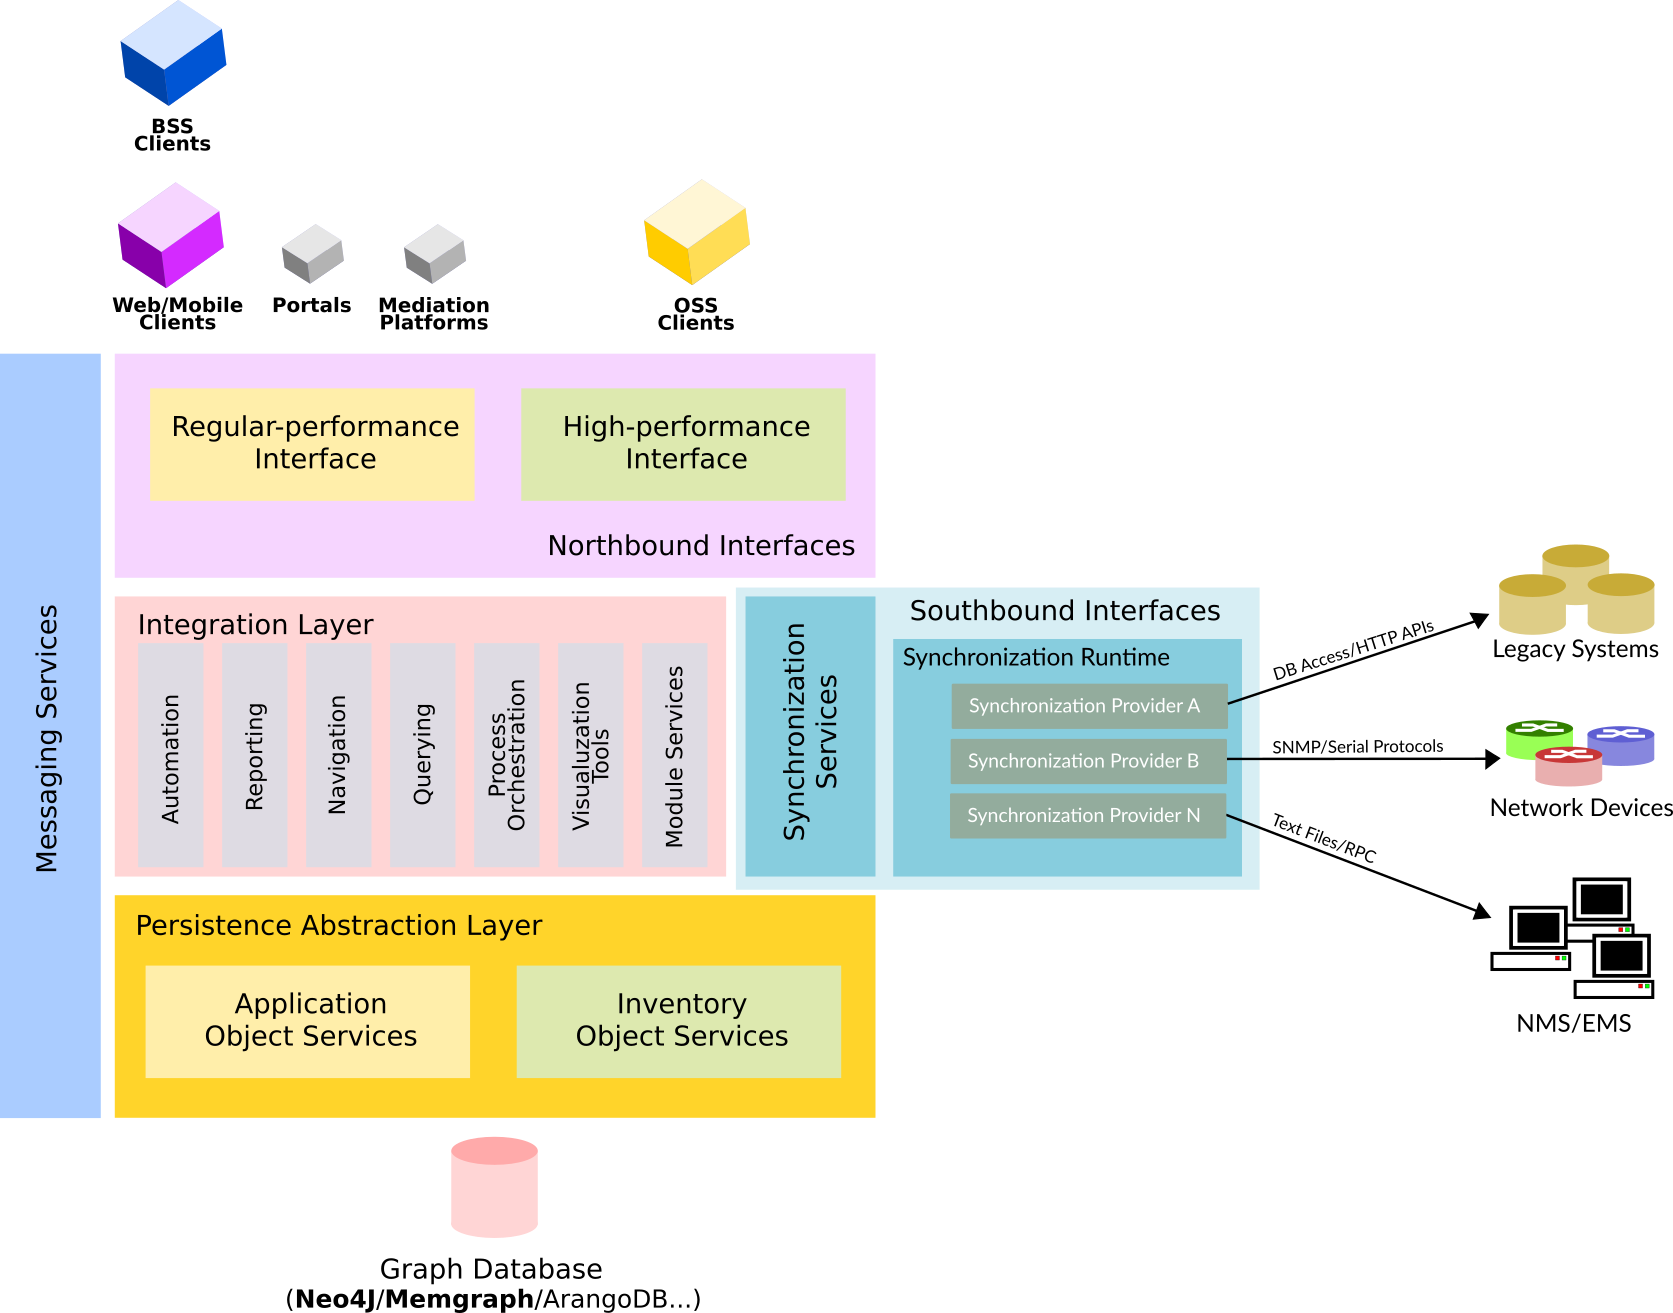 BSS
Clients
Web/Mobile
Clients
Portals
Mediation
Platforms
OSS
Clients
Messaging Services
Regular-performance
Interface
High-performance
Interface
Northbound Interfaces
Integration Layer
Automation
Reporting
Navigation
Querying
Process
Orchestration
Visualuzation
Tools
Module Services
Synchronization
Services
Southbound Interfaces
Synchronization Runtime
Synchronization Provider A
Synchronization Provider B
Synchronization Provider N
DB Access/HTTP APIs
Legacy Systems
SNMP/Serial Protocols
Network Devices
Text Files/RPC
NMS/EMS
Persistence Abstraction Layer
Application
Object Services
Inventory
Object Services
Graph Database
(Neo4J/Memgraph/ArangoDB...)